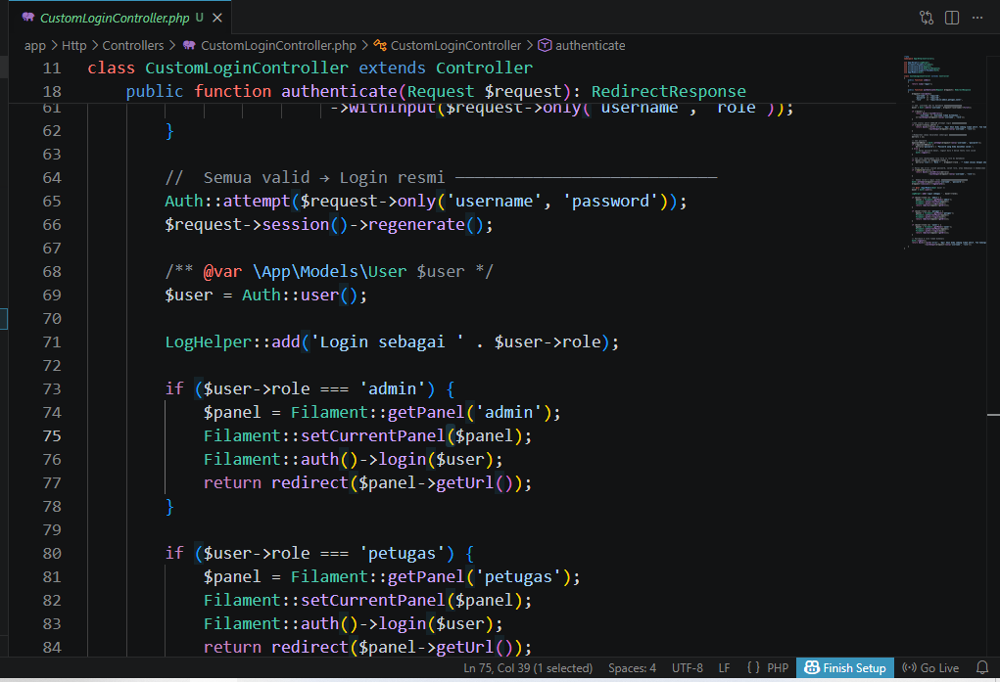 CustomLoginController.php U
app > Http > Controllers > CustomLoginController.php > CustomLoginController > authenticate
11 class CustomLoginController extends Controller
18 public function authenticate(Request $request): RedirectResponse
61 ->withInput($request->only('username', 'role'));
62 }
63
64 // Semua valid → Login resmi ───────────────────────────
65 Auth::attempt($request->only('username', 'password'));
66 $request->session()->regenerate();
67
68 /** @var \App\Models\User $user */
69 $user = Auth::user();
70
71 LogHelper::add('Login sebagai ' . $user->role);
72
73 if ($user->role === 'admin') {
74 $panel = Filament::getPanel('admin');
75 Filament::setCurrentPanel($panel);
76 Filament::auth()->login($user);
77 return redirect($panel->getUrl());
78 }
79
80 if ($user->role === 'petugas') {
81 $panel = Filament::getPanel('petugas');
82 Filament::setCurrentPanel($panel);
83 Filament::auth()->login($user);
84 return redirect($panel->getUrl());
Ln 75, Col 39 (1 selected) Spaces: 4 UTF-8 LF { } PHP Finish Setup Go Live